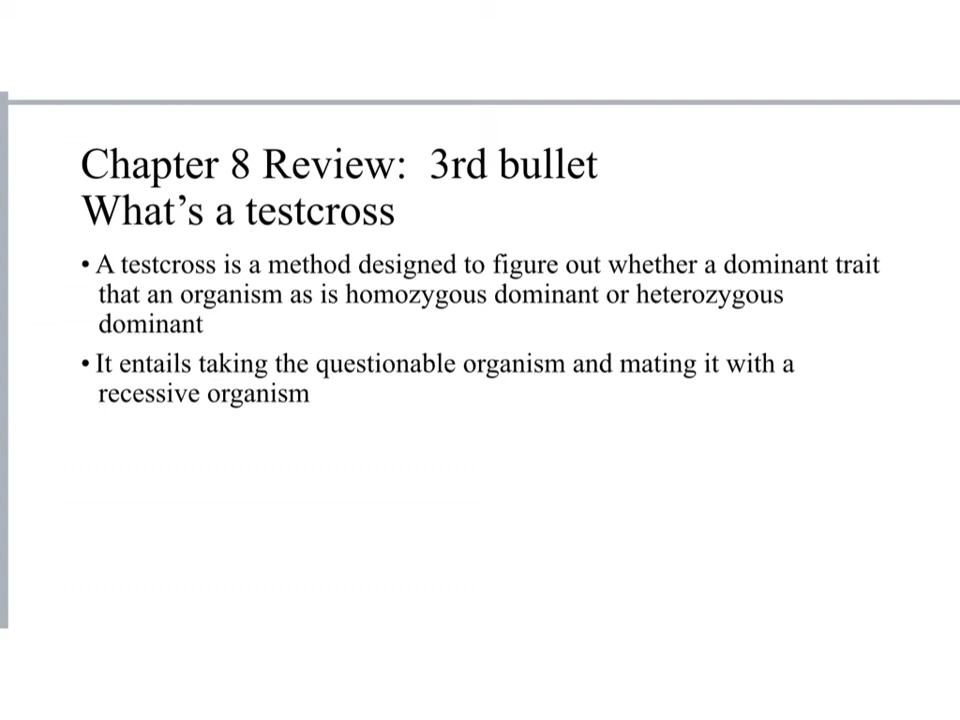 Chapter 8 Review:  3rd bullet
What’s a testcross
• A testcross is a method designed to figure out whether a dominant trait
that an organism as is homozygous dominant or heterozygous
dominant
• It entails taking the questionable organism and mating it with a
recessive organism